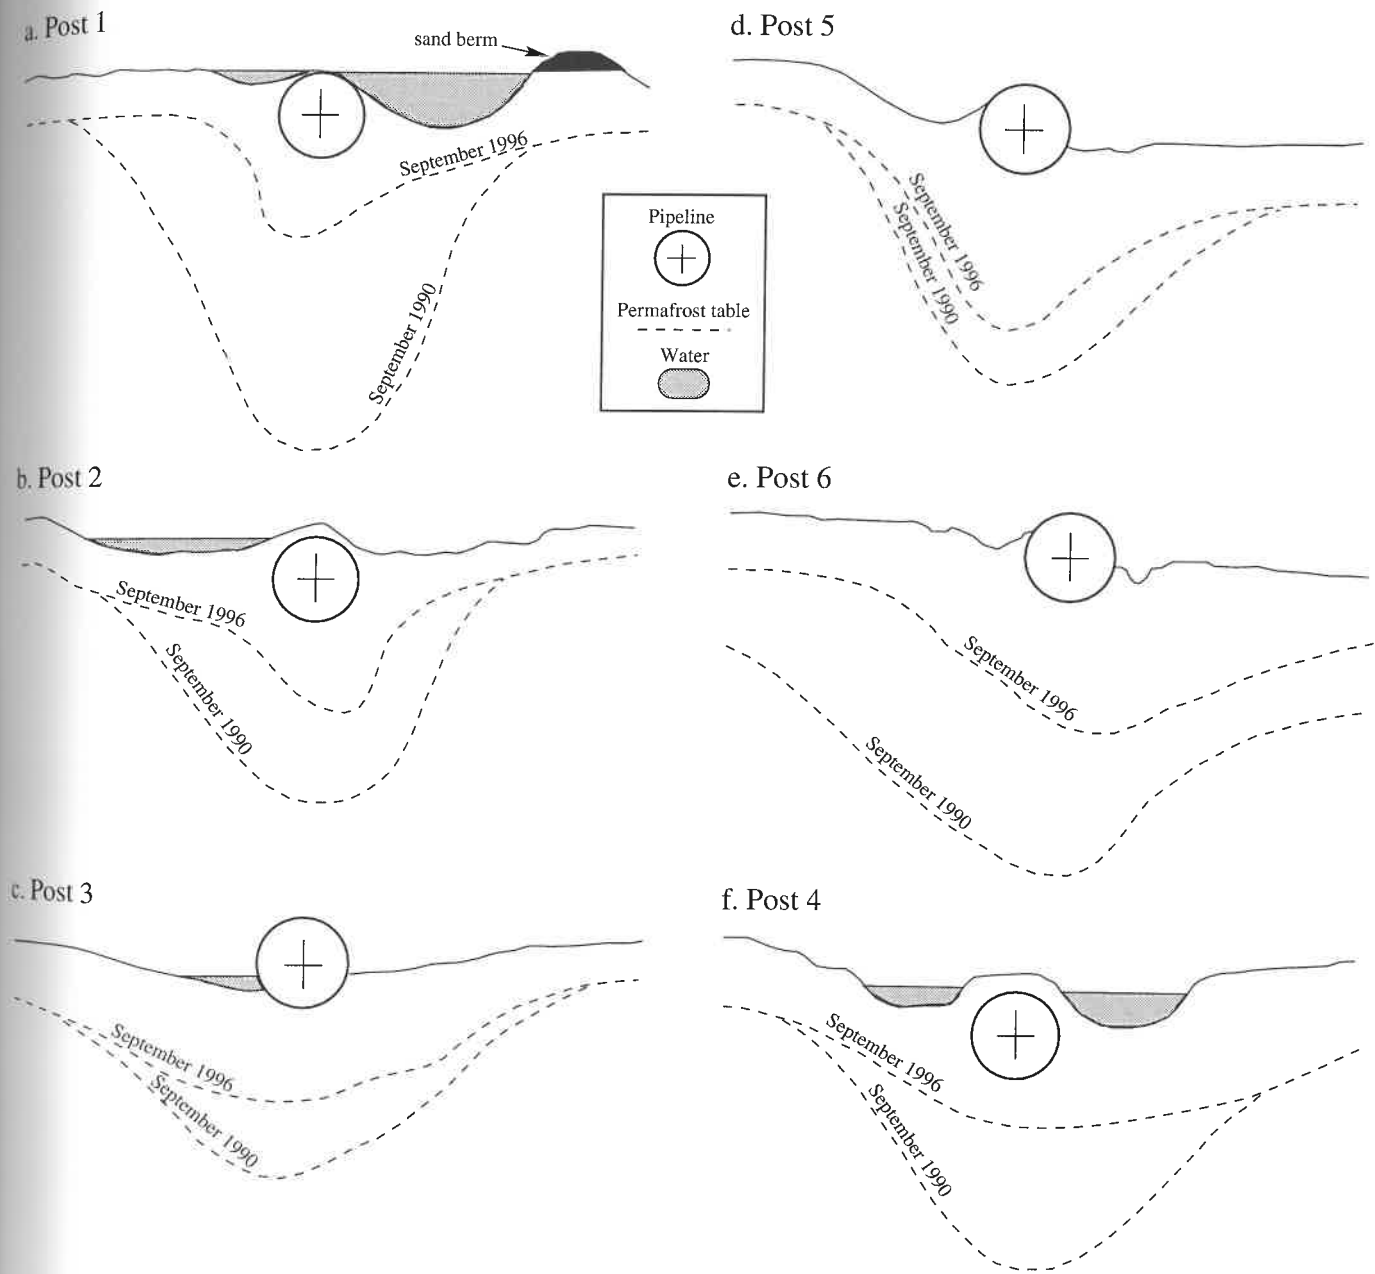 a. Post 1
sand berm
September 1996
September 1990
Pipeline
Permafrost table
Water
d. Post 5
September 1996
September 1990
b. Post 2
September 1996
September 1990
e. Post 6
September 1996
September 1990
c. Post 3
September 1996
September 1990
f. Post 4
September 1996
September 1990